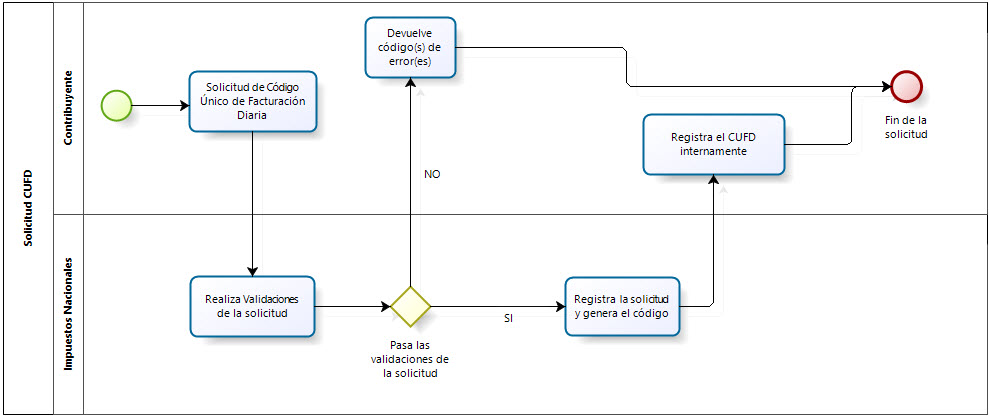 Solicitud CUFD
Contribuyente
Solicitud de Código
Único de Facturación
Diaria
Devuelve
código(s) de
error(es)
NO
Registra el CUFD
internamente
Fin de la
solicitud
Impuestos Nacionales
Realiza Validaciones
de la solicitud
Pasa las
validaciones de
la solicitud
SI
Registra la solicitud
y genera el código